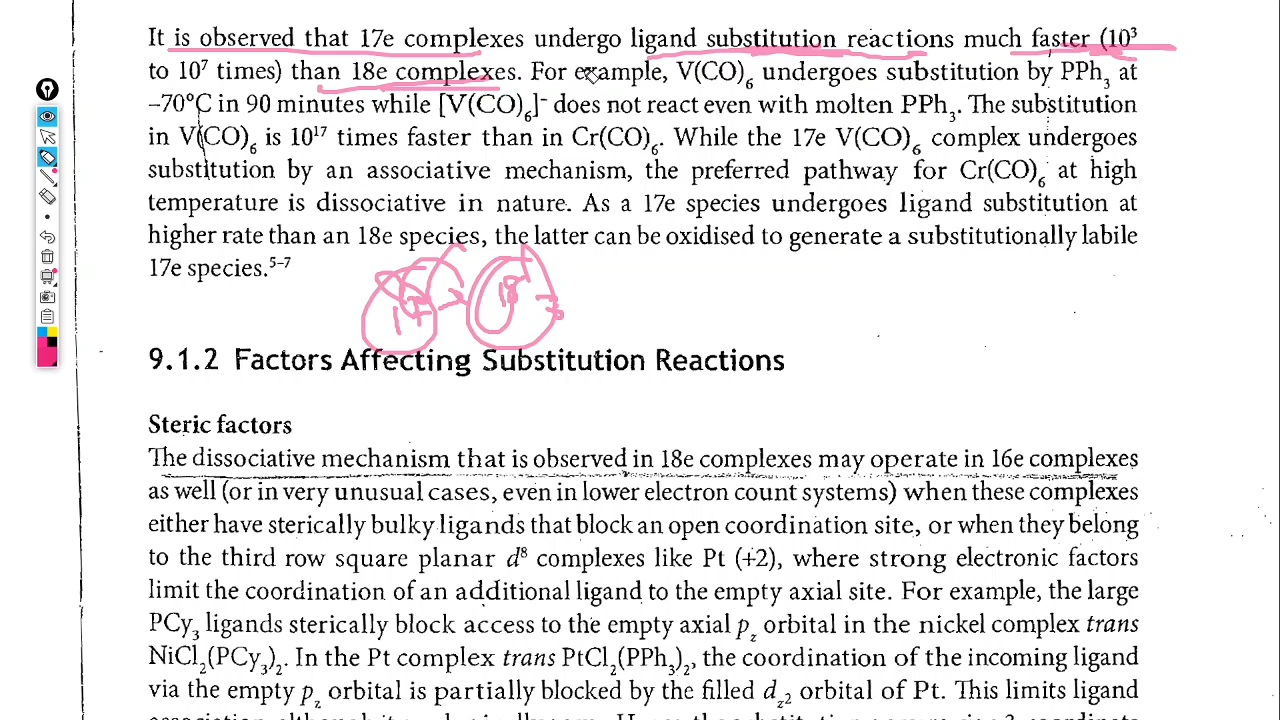 It is observed that 17e complexes undergo ligand substitution reactions much faster (10³
to 10⁷ times) than 18e complexes. For example, V(CO)₆ undergoes substitution by PPh₃ at
–70°C in 90 minutes while [V(CO)₆]⁻ does not react even with molten PPh₃. The substitution
in V(CO)₆ is 10¹⁷ times faster than in Cr(CO)₆. While the 17e V(CO)₆ complex undergoes
substitution by an associative mechanism, the preferred pathway for Cr(CO)₆ at high
temperature is dissociative in nature. As a 17e species undergoes ligand substitution at
higher rate than an 18e species, the latter can be oxidised to generate a substitutionally labile
17e species.⁵⁻⁷
17 18
9.1.2 Factors Affecting Substitution Reactions
Steric factors
The dissociative mechanism that is observed in 18e complexes may operate in 16e complexes
as well (or in very unusual cases, even in lower electron count systems) when these complexes
either have sterically bulky ligands that block an open coordination site, or when they belong
to the third row square planar d⁸ complexes like Pt (+2), where strong electronic factors
limit the coordination of an additional ligand to the empty axial site. For example, the large
PCy₃ ligands sterically block access to the empty axial p_z orbital in the nickel complex trans
NiCl₂(PCy₃)₂. In the Pt complex trans PtCl₂(PPh₃)₂, the coordination of the incoming ligand
via the empty p_z orbital is partially blocked by the filled d_z² orbital of Pt. This limits ligand